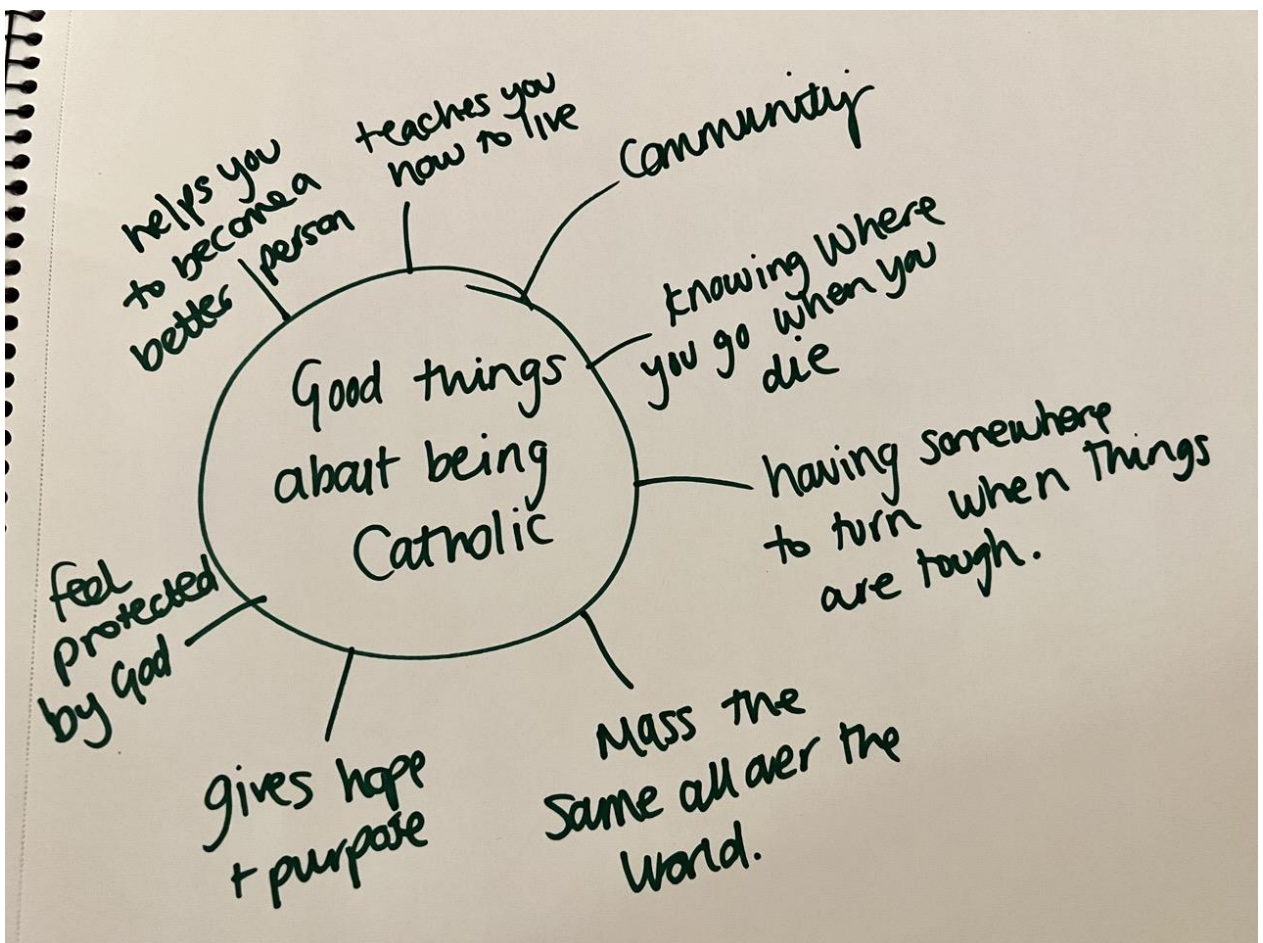 Good things
about being
Catholic
helps you
to become a
better person
teaches you
how to live
Community
knowing where
you go when you
die
having somewhere
to turn when things
are tough.
Mass the
same all over the
world.
gives hope
+ purpose
feel
protected
by God